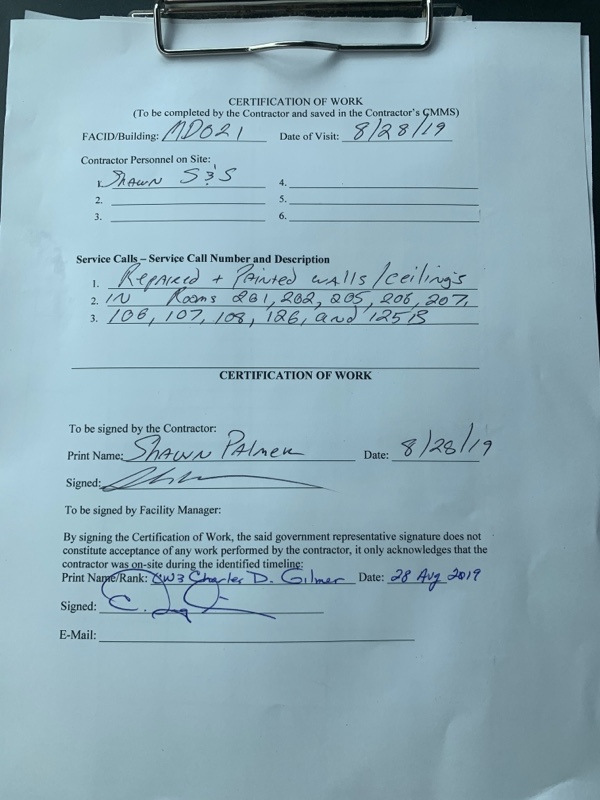 CERTIFICATION OF WORK
(To be completed by the Contractor and saved in the Contractor's CMMS)
FACID/Building: MD021 Date of Visit: 8/28/19
Contractor Personnel on Site:
1. SHAWN S&S 4.
2. 5.
3. 6.
Service Calls – Service Call Number and Description
1. Repaired + Painted walls/ceilings
2. IN Rooms 201, 202, 205, 206, 207,
3. 106, 107, 108, 126, and 125B
CERTIFICATION OF WORK
To be signed by the Contractor:
Print Name: SHAWN PAlmer Date: 8/28/19
Signed:
To be signed by Facility Manager:
By signing the Certification of Work, the said government representative signature does not
constitute acceptance of any work performed by the contractor, it only acknowledges that the
contractor was on-site during the identified timeline:
Print Name/Rank: CW3 Charles D. Gilmer Date: 28 Aug 2019
Signed:
E-Mail: